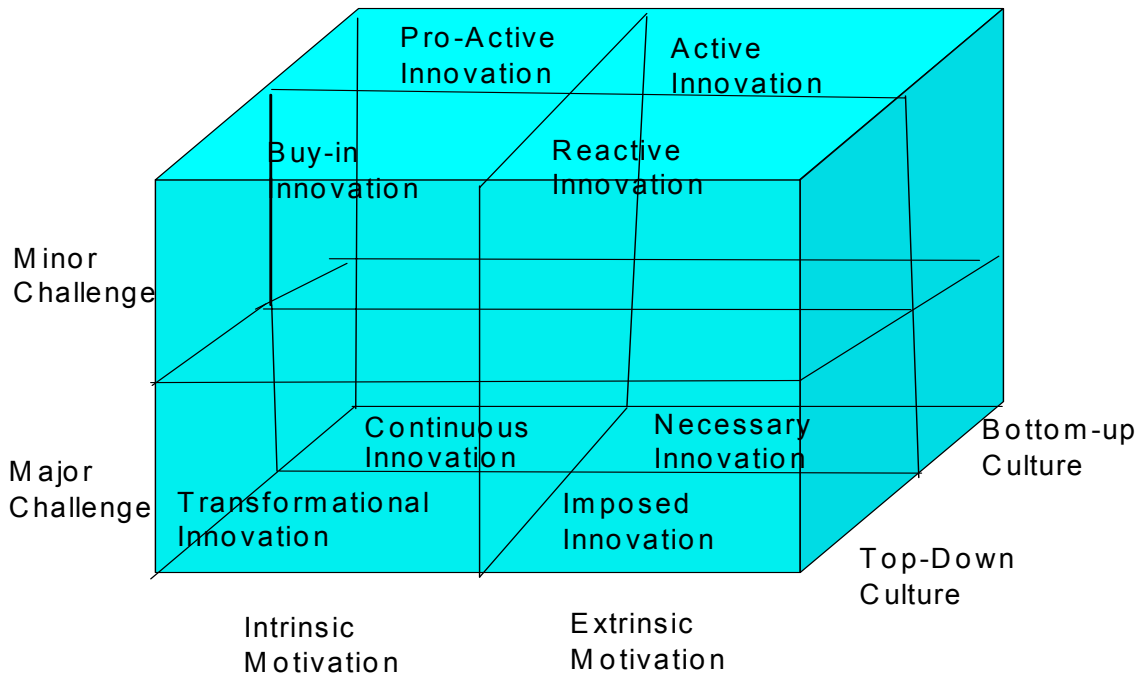 Pro-Active
Innovation
Active
Innovation
Buy-in
Innovation
Reactive
Innovation
Minor
Challenge
Continuous
Innovation
Necessary
Innovation
Bottom-up
Culture
Major
Challenge
Transformational
Innovation
Imposed
Innovation
Top-Down
Culture
Intrinsic
Motivation
Extrinsic
Motivation